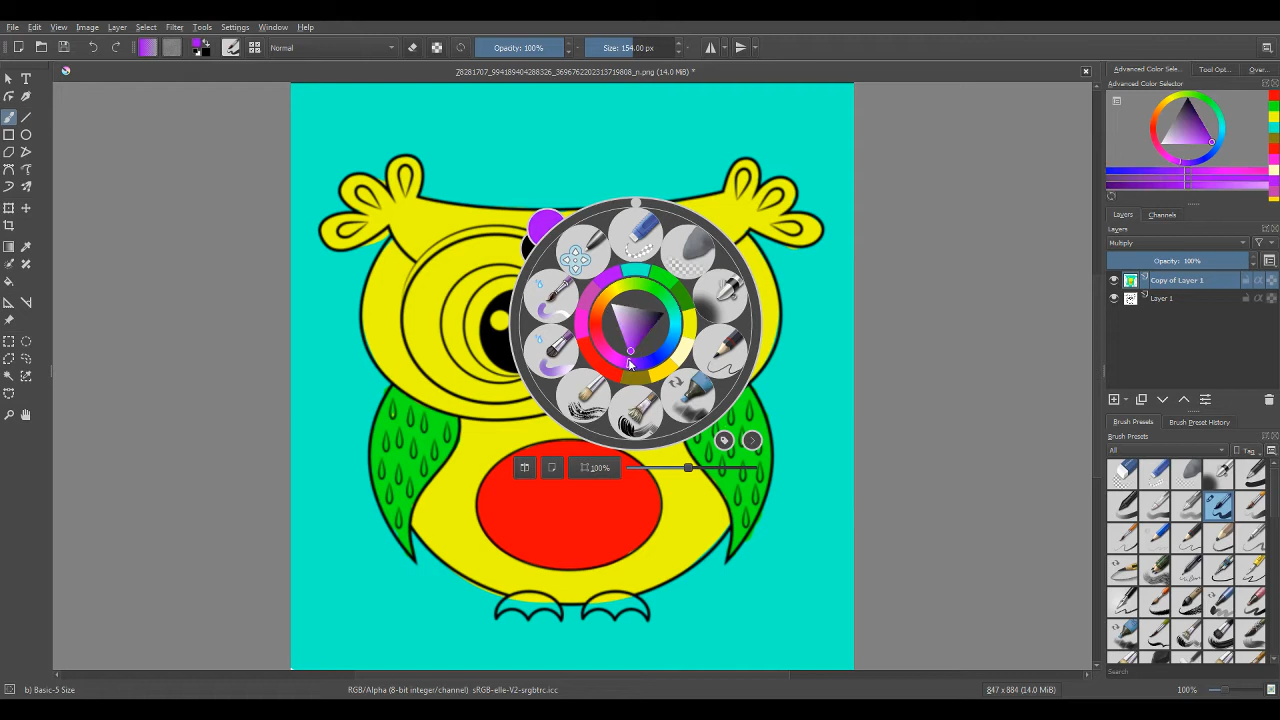 File Edit View Image Layer Select Filter Tools Settings Window Help
Normal Opacity: 100% Size: 154.00 px
Advanced Color Sele... Tool Opt... Over...
Advanced Color Selector
Layers Channels
Layers
Multiply
Opacity: 100%
Copy of Layer 1
Layer 1
100%
Brush Presets Brush Preset History
Brush Presets
All Tag
Search
b) Basic-5 Size RGB/Alpha (8-bit integer/channel) sRGB-elle-V2-srgbtrc.icc 847 x 884 (14.0 MiB) 100%